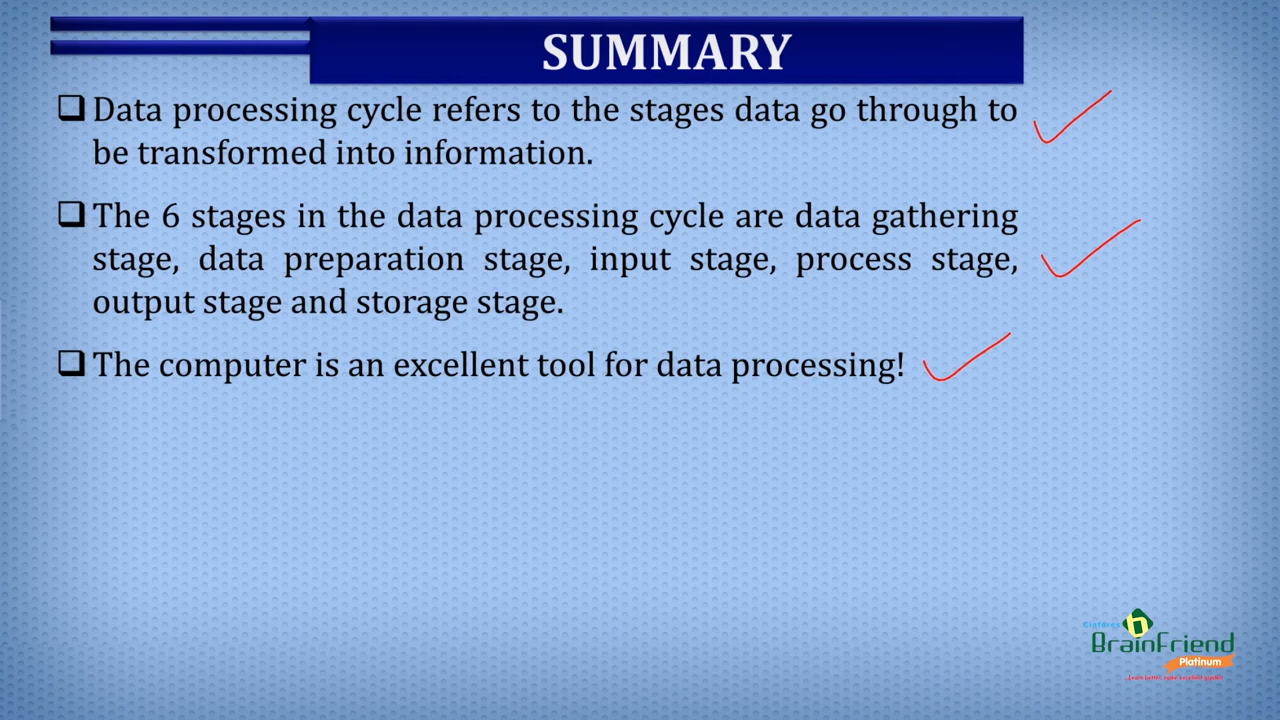 SUMMARY
Data processing cycle refers to the stages data go through to
be transformed into information.
The 6 stages in the data processing cycle are data gathering
stage, data preparation stage, input stage, process stage,
output stage and storage stage.
The computer is an excellent tool for data processing!
Cinfores
BrainFriend
Platinum